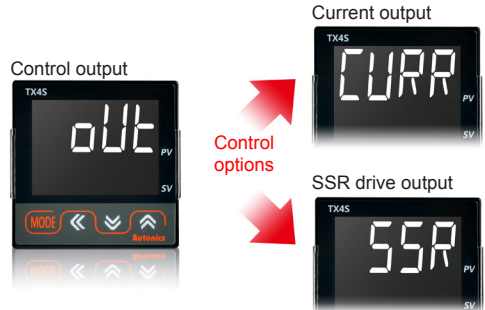 Current output
TX4S
CURR
PV
SV
Control output
TX4S
oUt
PV
SV
MODE
Autonics
Control
options
SSR drive output
TX4S
SSR
PV